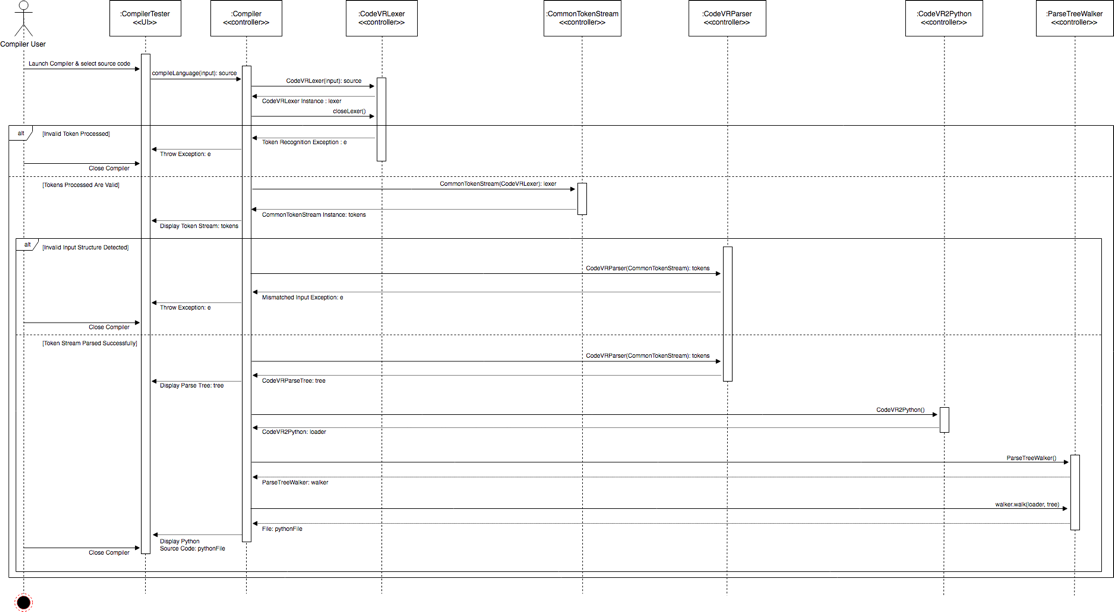 :CompilerTester
<<UI>>
:Compiler
<<controller>>
:CodeVRLexer
<<controller>>
:CommonTokenStream
<<controller>>
:CodeVRParser
<<controller>>
:CodeVR2Python
<<controller>>
:ParseTreeWalker
<<controller>>
Compiler User
Launch Compiler & select source code
compileLanguage(input): source
CodeVRLexer(input): source
CodeVRLexer Instance : lexer
closeLexer()
alt
[Invalid Token Processed]
Token Recognition Exception : e
Throw Exception: e
Close Compiler
[Tokens Processed Are Valid]
CommonTokenStream(CodeVRLexer): lexer
CommonTokenStream Instance: tokens
Display Token Stream: tokens
alt
[Invalid Input Structure Detected]
CodeVRParser(CommonTokenStream): tokens
Mismatched Input Exception: e
Throw Exception: e
Close Compiler
[Token Stream Parsed Successfully]
CodeVRParser(CommonTokenStream): tokens
CodeVRParseTree: tree
Display Parse Tree: tree
CodeVR2Python()
CodeVR2Python: loader
ParseTreeWalker()
ParseTreeWalker: walker
walker.walk(loader, tree)
File: pythonFile
Display Python
Source Code: pythonFile
Close Compiler